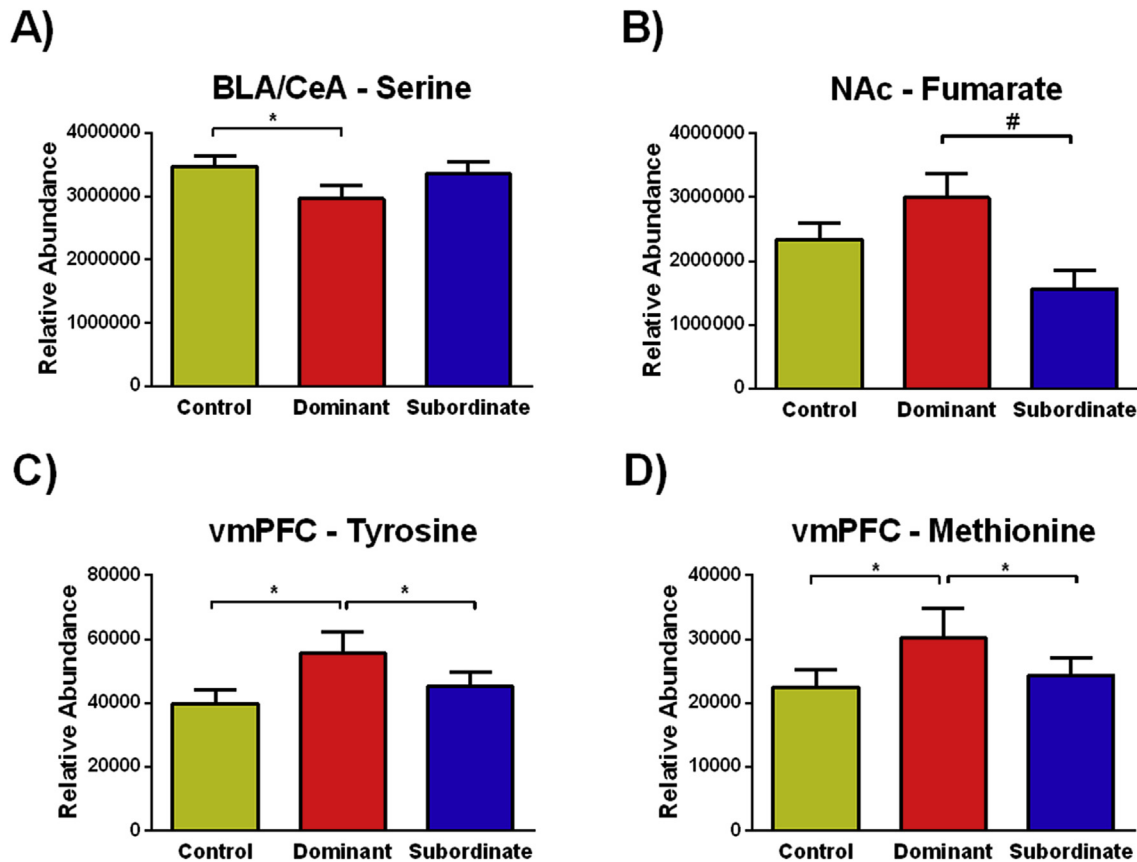 A)
BLA/CeA - Serine
*
Relative Abundance
4000000
3000000
2000000
1000000
0
Control Dominant Subordinate
B)
NAc - Fumarate
#
Relative Abundance
4000000
3000000
2000000
1000000
0
Control Dominant Subordinate
C)
vmPFC - Tyrosine
* *
Relative Abundance
80000
60000
40000
20000
0
Control Dominant Subordinate
D)
vmPFC - Methionine
* *
Relative Abundance
40000
30000
20000
10000
0
Control Dominant Subordinate